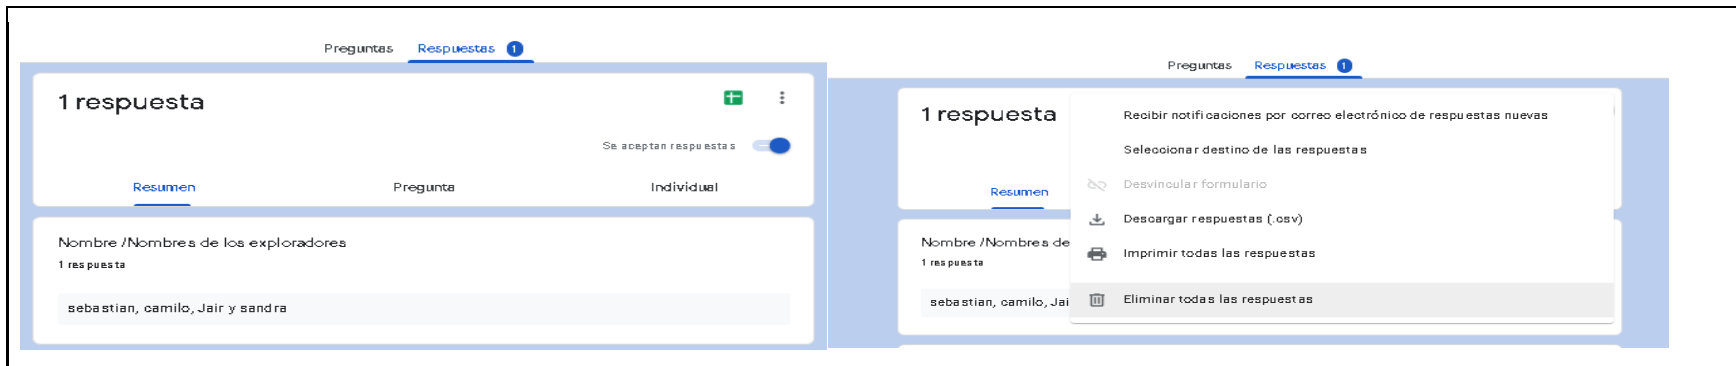 Preguntas Respuestas 1
1 respuesta
Se aceptan respuestas
Resumen Pregunta Individual
Nombre /Nombres de los exploradores
1 respuesta
sebastian, camilo, Jair y sandra
Preguntas Respuestas 1
1 respuesta
Recibir notificaciones por correo electrónico de respuestas nuevas
Seleccionar destino de las respuestas
Desvincular formulario
Resumen
Descargar respuestas (.csv)
Nombre /Nombres de
Imprimir todas las respuestas
1 respuesta
sebastian, camilo, Jai
Eliminar todas las respuestas